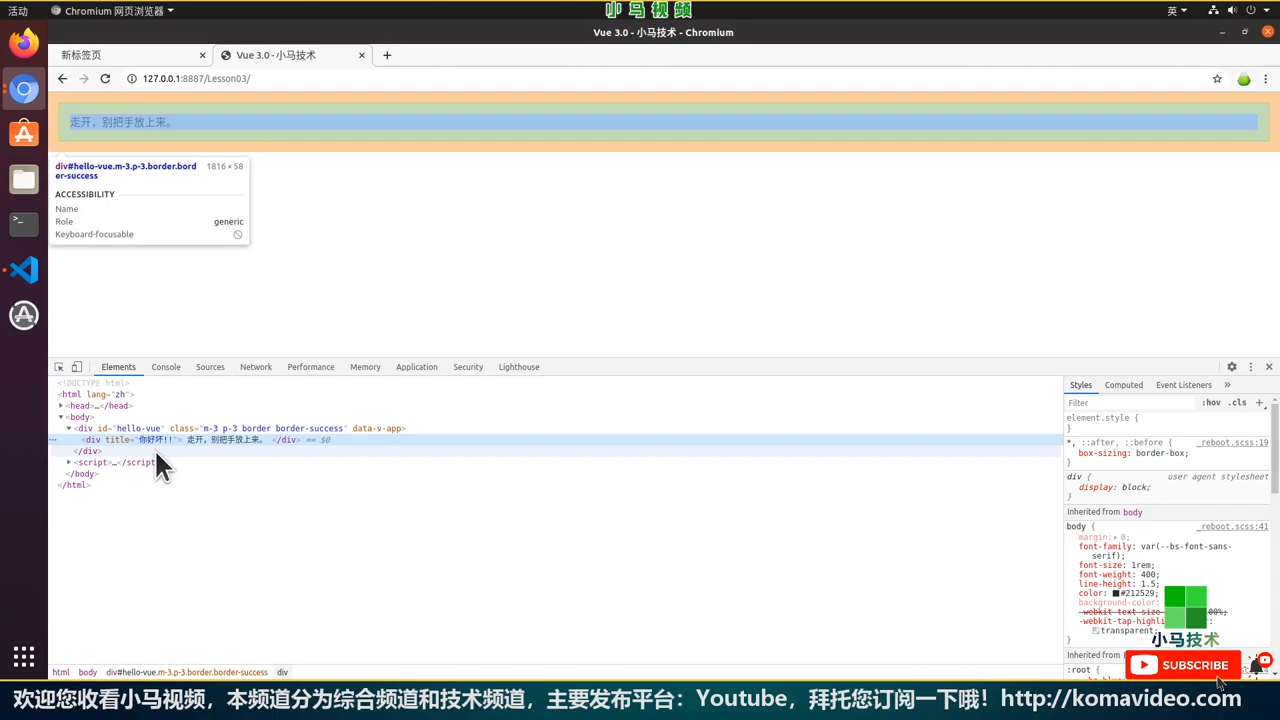 活动
Chromium 网页浏览器
小马视频
英
Vue 3.0 - 小马技术 - Chromium
新标签页
Vue 3.0 - 小马技术
127.0.0.1:8887/Lesson03/
走开，别把手放上来。
div#hello-vue.m-3.p-3.border.bord
er-success
1816 × 58
ACCESSIBILITY
Name
Role
generic
Keyboard-focusable
Elements
Console
Sources
Network
Performance
Memory
Application
Security
Lighthouse
<!DOCTYPE html>
<html lang="zh">
<head>…</head>
<body>
<div id="hello-vue" class="m-3 p-3 border border-success" data-v-app>
<div title="你好坏!!"> 走开，别把手放上来。 </div> == $0
</div>
<script>…</script
</body>
</html>
Styles
Computed
Event Listeners
Filter
:hov .cls
element.style {
}
*, ::after, ::before {
_reboot.scss:19
box-sizing: border-box;
}
div {
user agent stylesheet
display: block;
}
Inherited from body
body {
_reboot.scss:41
margin: 0;
font-family: var(--bs-font-sans-
serif);
font-size: 1rem;
font-weight: 400;
line-height: 1.5;
color: #212529;
background-color:
-webkit-text-size
00%;
-webkit-tap-highli
transparent;
}
Inherited
:root {
小马技术
SUBSCRIBE
html
body
div#hello-vue.m-3.p-3.border.border-success
div
欢迎您收看小马视频，本频道分为综合频道和技术频道，主要发布平台：Youtube，拜托您订阅一下哦！http://komavideo.com